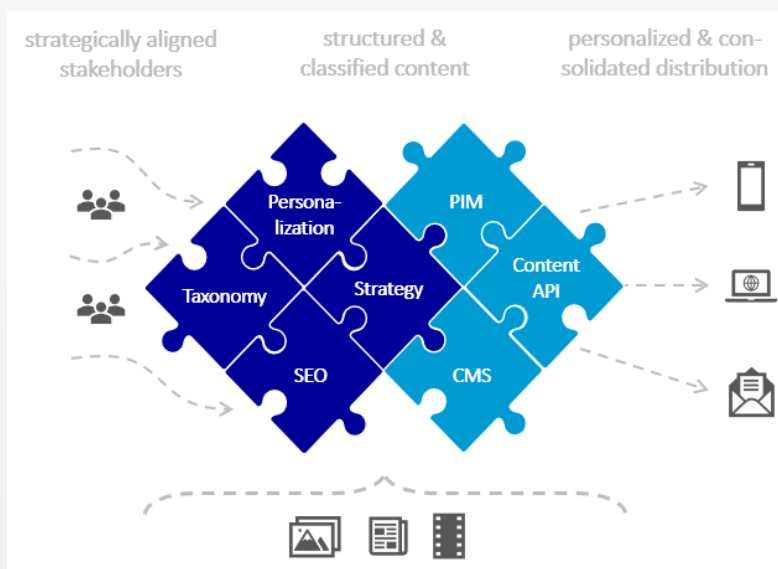 strategically aligned
stakeholders
structured &
classified content
personalized & con-
solidated distribution
Persona-
lization
PIM
Taxonomy
Strategy
Content
API
SEO
CMS